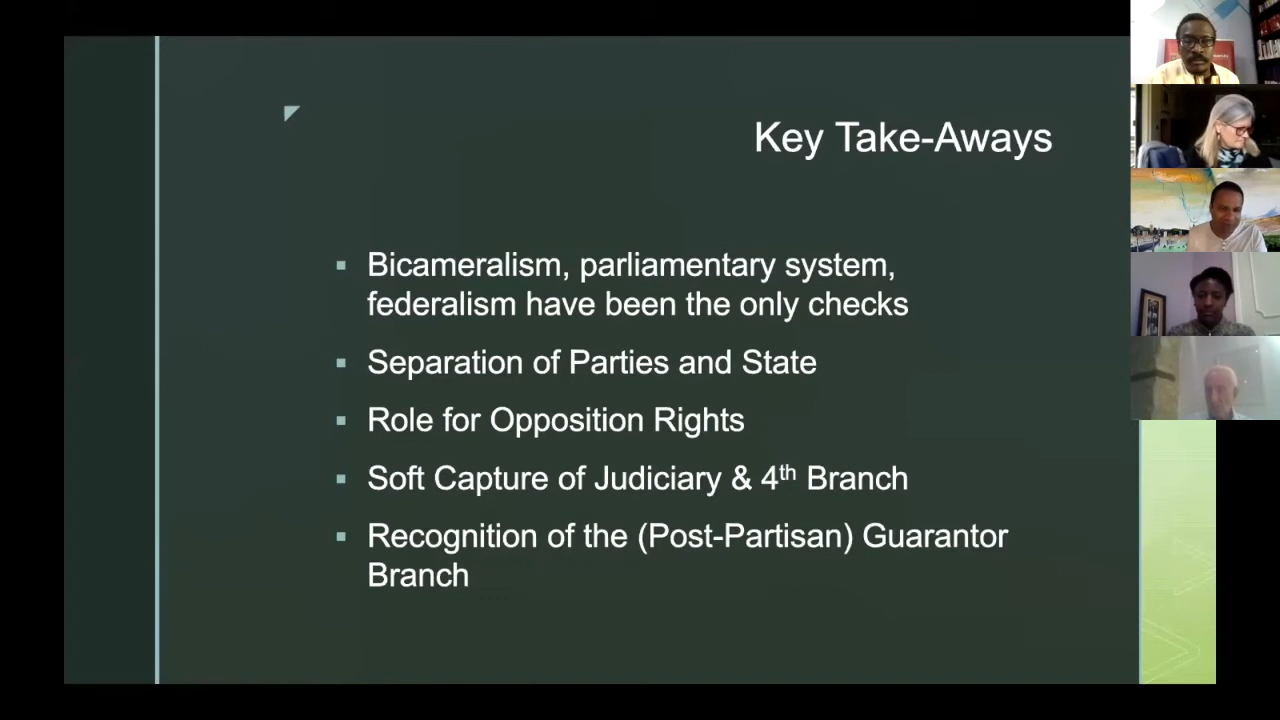 Key Take-Aways
Bicameralism, parliamentary system,
federalism have been the only checks
Separation of Parties and State
Role for Opposition Rights
Soft Capture of Judiciary & 4th Branch
Recognition of the (Post-Partisan) Guarantor
Branch